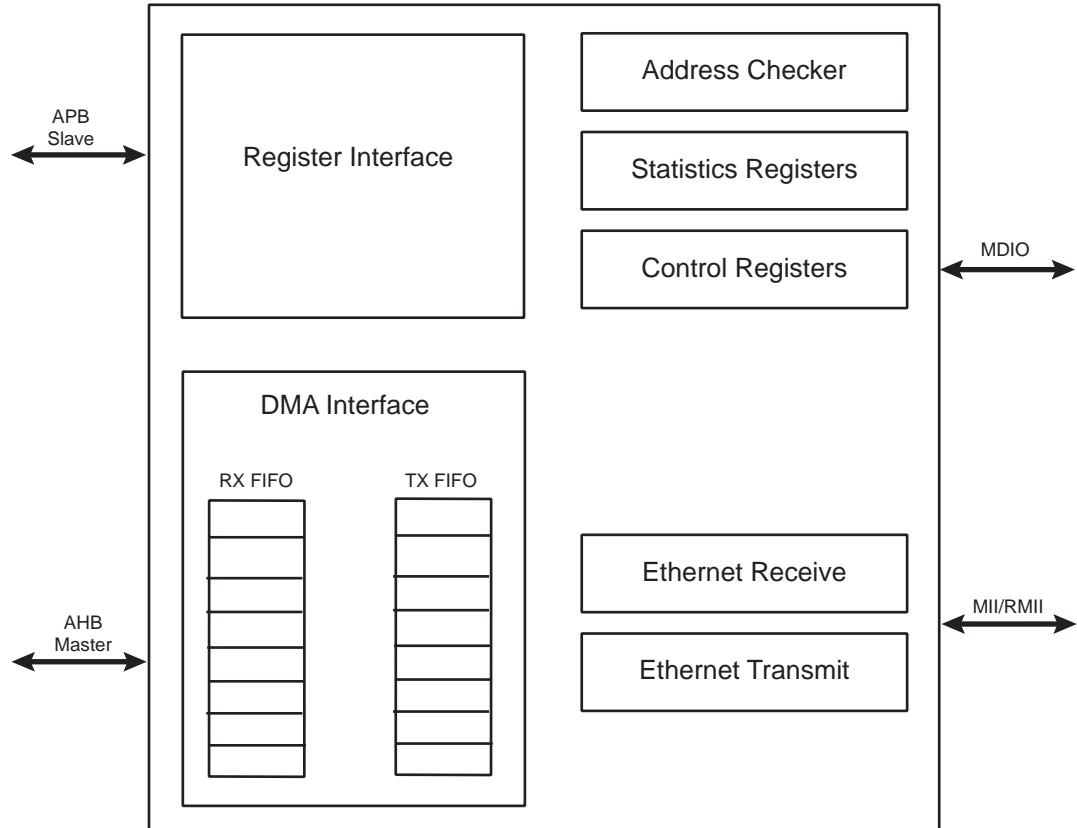 APB
Slave
Register Interface
Address Checker
Statistics Registers
Control Registers
MDIO
DMA Interface
RX FIFO
TX FIFO
AHB
Master
Ethernet Receive
Ethernet Transmit
MII/RMII